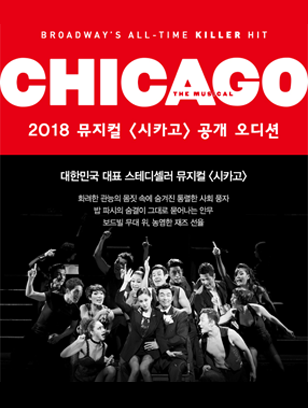 BROADWAY'S ALL-TIME KILLER HIT
CHICAGO
THE MUSICAL
2018 뮤지컬 〈시카고〉 공개 오디션
대한민국 대표 스테디셀러 뮤지컬 〈시카고〉
화려한 관능의 몸짓 속에 숨겨진 통렬한 사회 풍자
밥 파시의 숨결이 그대로 묻어나는 안무
보드빌 무대 위, 농염한 재즈 선율